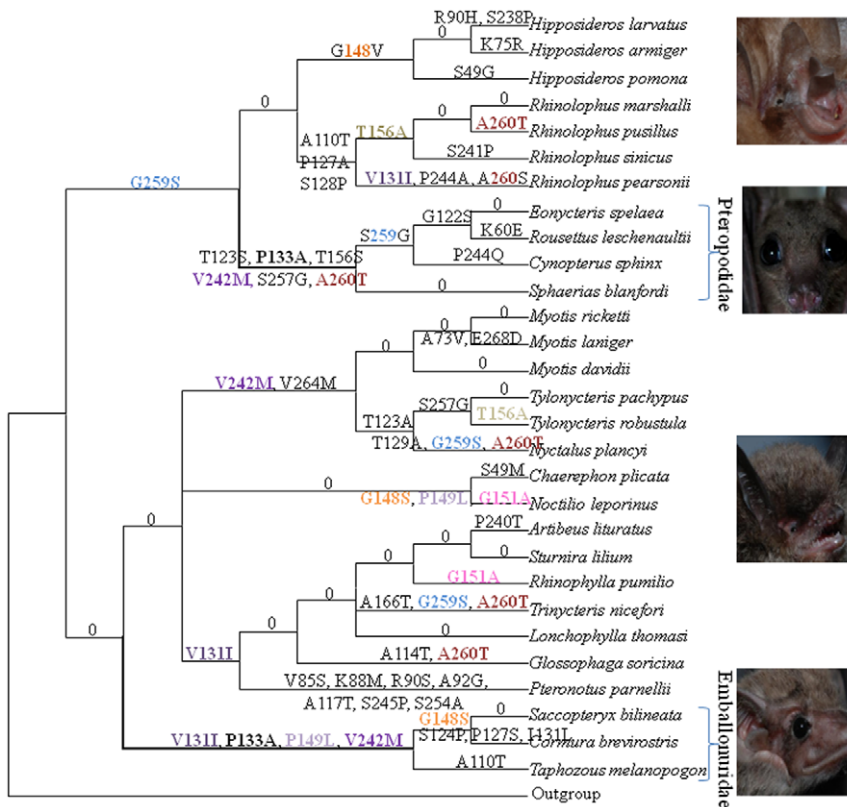 R90H, S238P
0
Hipposideros larvatus
G148V
K75R
Hipposideros armiger
S49G
Hipposideros pomona
0
0
0
Rhinolophus marshalli
T156A
A260T
Rhinolophus pusillus
A110T
P127A
S128P
S241P
Rhinolophus sinicus
V131I, P244A, A260S
Rhinolophus pearsonii
G259S
0
Eonycteris spelaea
G122S
K60E
Rousettus leschenaultii
S259G
P244Q
Cynopterus sphinx
T123S, P133A, T156S
V242M, S257G, A260T
0
Sphaerias blanfordi
Pteropodidae
0
0
Myotis ricketti
A73V, E268D
Myotis laniger
0
0
Myotis davidii
V242M, V264M
0
Tylonycteris pachypus
S257G
T156A
Tylonycteris robustula
T123A
T129A, G259S, A260T
Nyctalus plancyi
0
S49M
Chaerephon plicata
G148S, P149L, G151A
Noctilio leporinus
0
P240T
Artibeus lituratus
0
0
0
Sturnira lilium
G151A
Rhinophylla pumilio
0
A166T, G259S, A260T
Trinycteris nicefori
0
Lonchophylla thomasi
V131I
A114T, A260T
Glossophaga soricina
V85S, K88M, R90S, A92G,
A117T, S245P, S254A
Pteronotus parnellii
0
G148S
0
Saccopteryx bilineata
V131I, P133A, P149L, V242M
S124P, P127S, I131L
Cormura brevirostris
A110T
Taphozous melanopogon
Emballonuridae
Outgroup